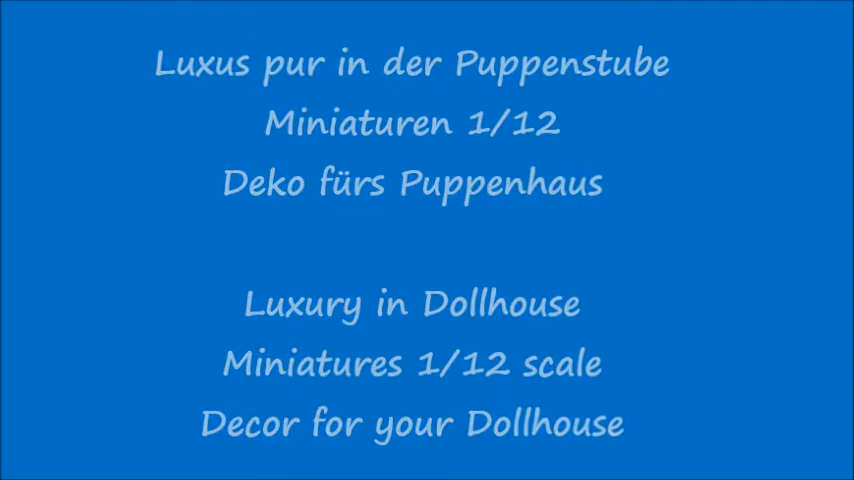 Luxus pur in der Puppenstube
Miniaturen 1/12
Deko fürs Puppenhaus
Luxury in Dollhouse
Miniatures 1/12 scale
Decor for your Dollhouse